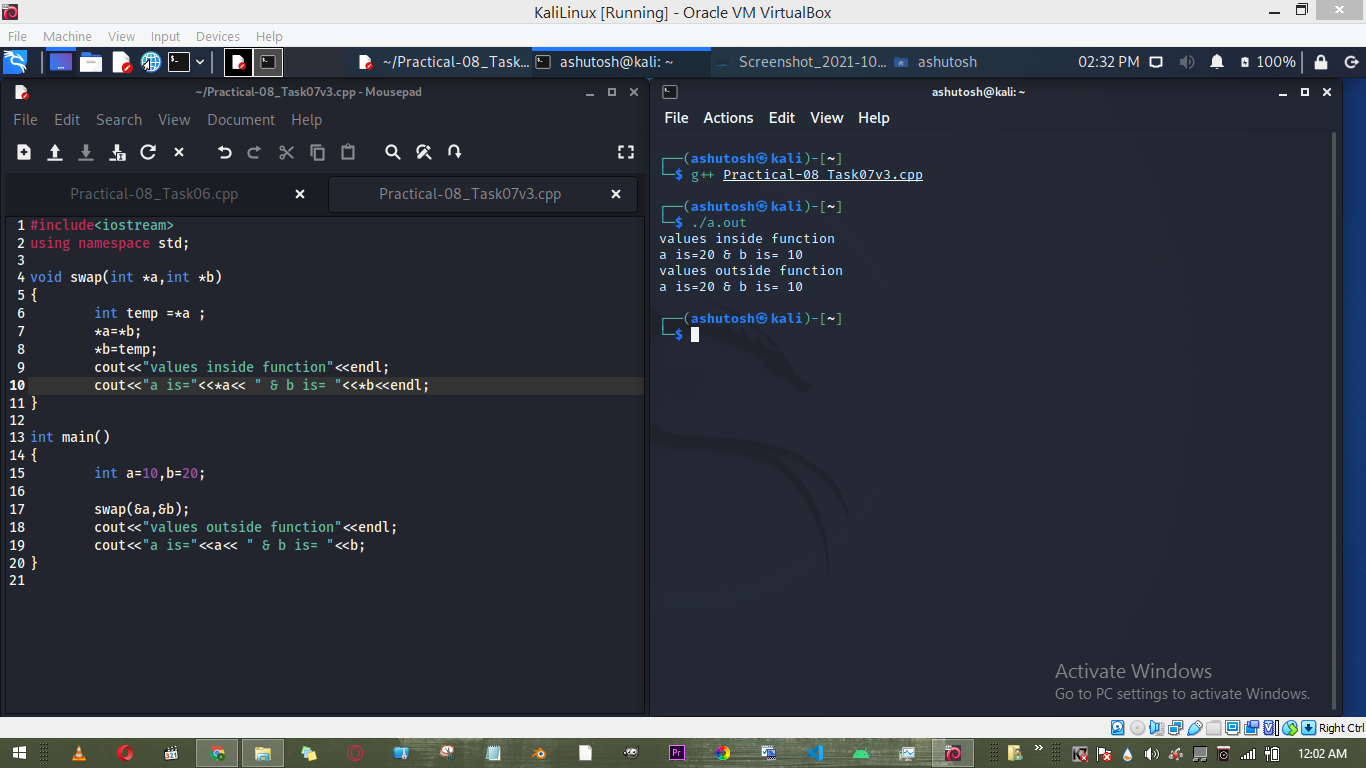 KaliLinux [Running] - Oracle VM VirtualBox
File Machine View Input Devices Help
~/Practical-08_Task... ashutosh@kali: ~ Screenshot_2021-10... ashutosh 02:32 PM 100%
~/Practical-08_Task07v3.cpp - Mousepad
File Edit Search View Document Help
Practical-08_Task06.cpp Practical-08_Task07v3.cpp
1 #include<iostream>
2 using namespace std;
3
4 void swap(int *a,int *b)
5 {
6 int temp =*a ;
7 *a=*b;
8 *b=temp;
9 cout<<"values inside function"<<endl;
10 cout<<"a is="<<*a<< " & b is= "<<*b<<endl;
11 }
12
13 int main()
14 {
15 int a=10,b=20;
16
17 swap(&a,&b);
18 cout<<"values outside function"<<endl;
19 cout<<"a is="<<a<< " & b is= "<<b;
20 }
21
ashutosh@kali: ~
File Actions Edit View Help
┌──(ashutosh㉿kali)-[~]
└─$ g++ Practical-08_Task07v3.cpp
┌──(ashutosh㉿kali)-[~]
└─$ ./a.out
values inside function
a is=20 & b is= 10
values outside function
a is=20 & b is= 10
┌──(ashutosh㉿kali)-[~]
└─$
Activate Windows
Go to PC settings to activate Windows.
Right Ctrl
Pr
12:02 AM